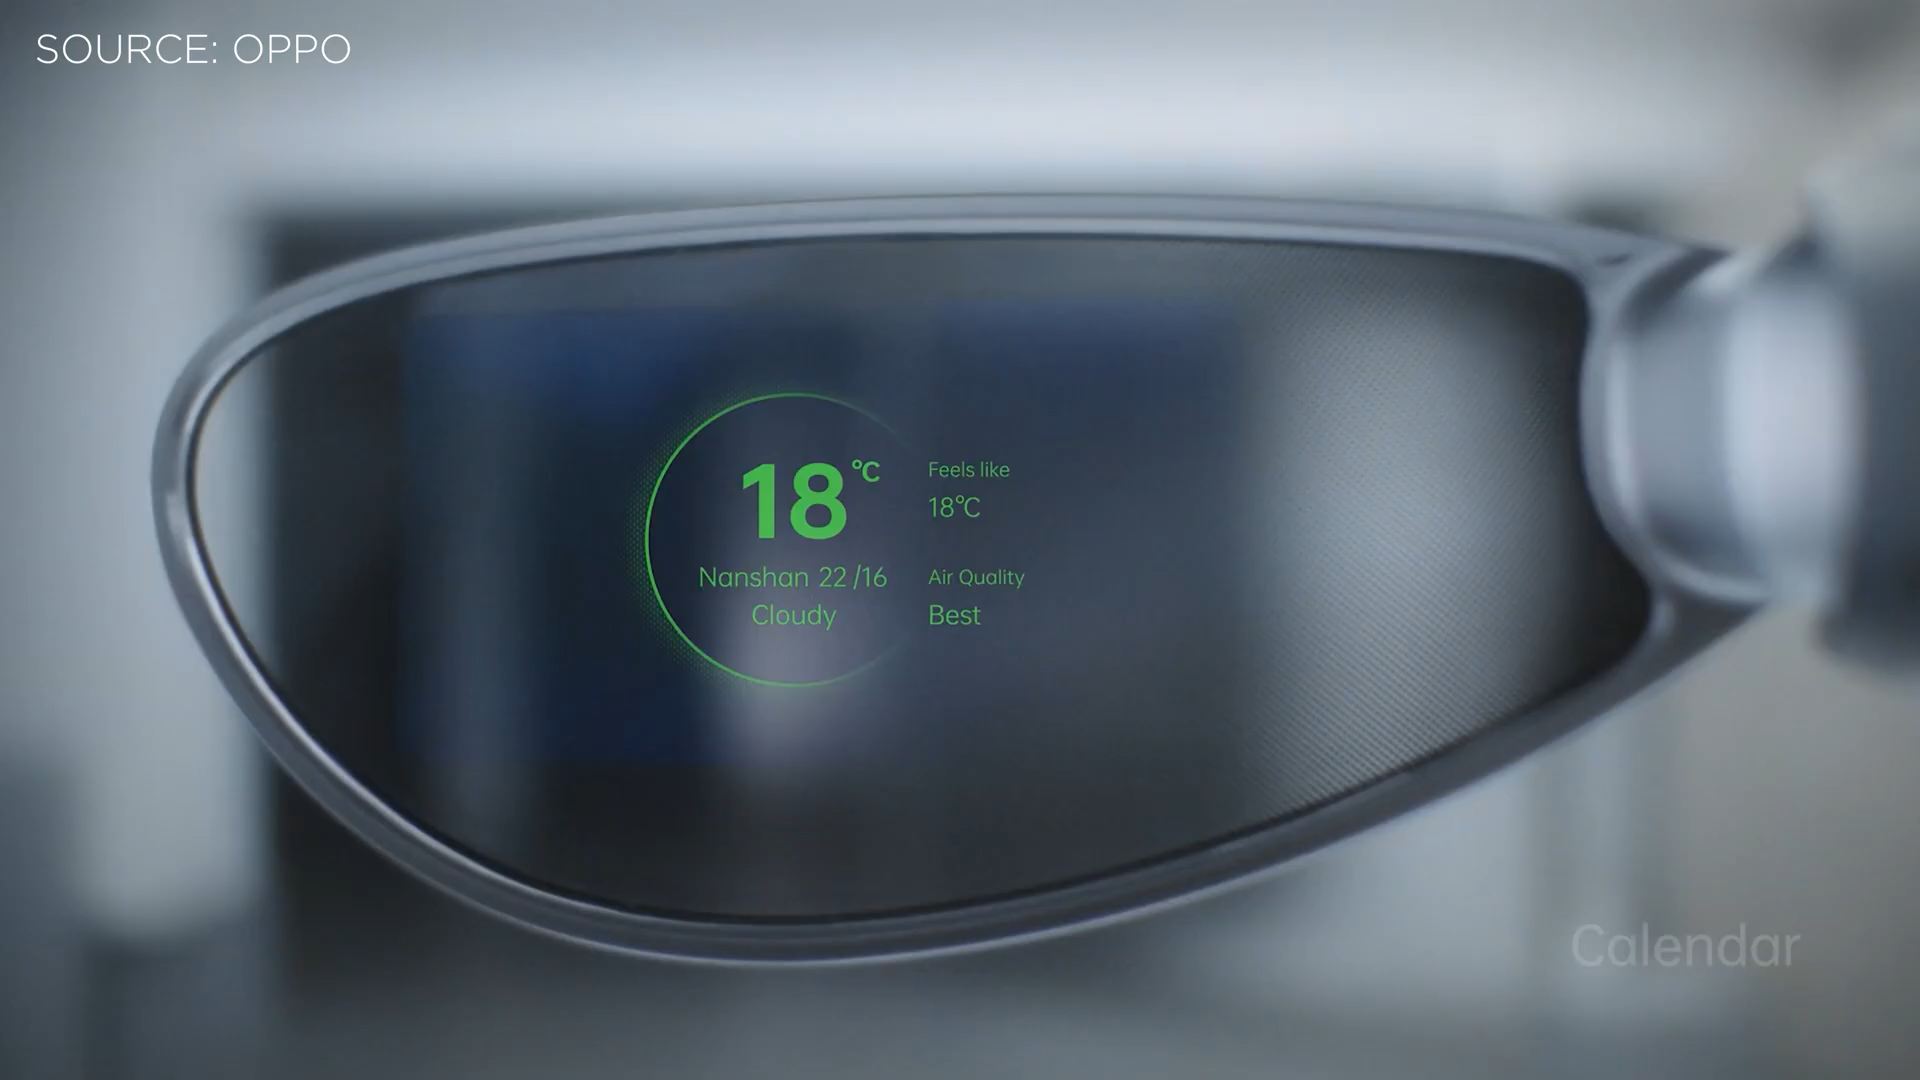 SOURCE: OPPO
18℃
Nanshan 22 /16
Cloudy
Feels like
18℃
Air Quality
Best
Calendar